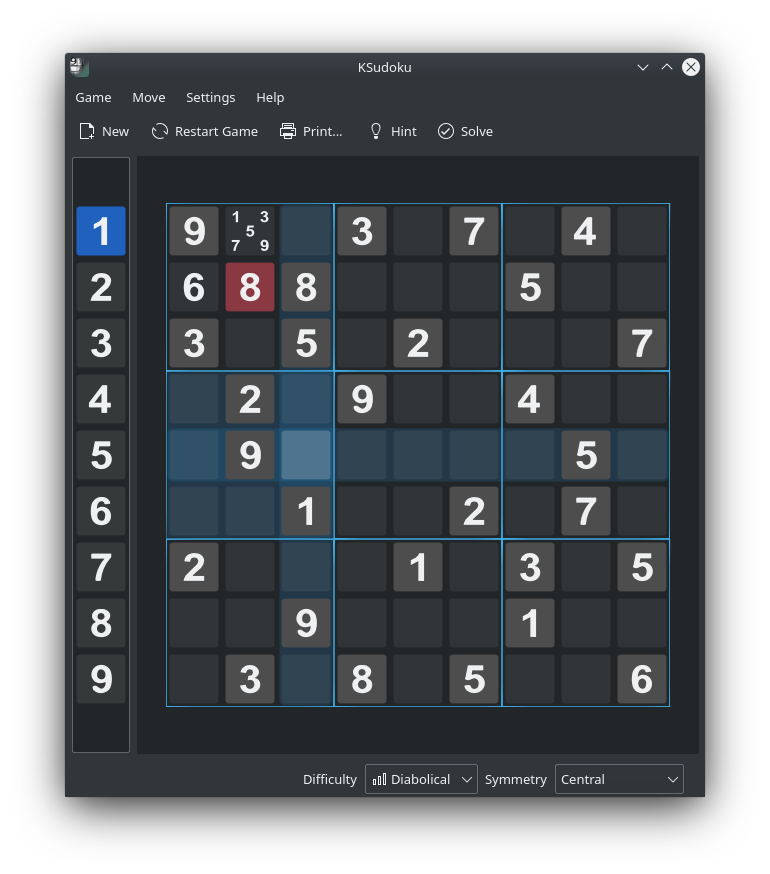 KSudoku
Game Move Settings Help
New Restart Game Print... Hint Solve
1 9 1 3 5 7 9 3 7 4
2 6 8 8 5
3 3 5 2 7
4 2 9 4
5 9 5
6 1 2 7
7 2 1 3 5
8 9 1
9 3 8 5 6
Difficulty Diabolical Symmetry Central